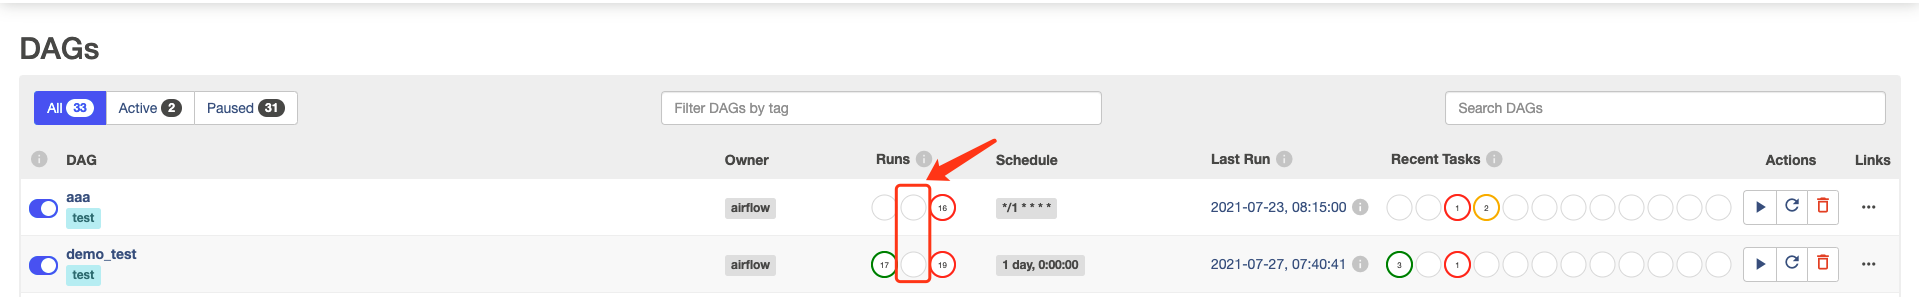 DAGs
All 33 Active 2 Paused 31 Filter DAGs by tag Search DAGs
i DAG Owner Runs i Schedule Last Run i Recent Tasks i Actions Links
aaa
test airflow 16 */1 * * * * 2021-07-23, 08:15:00 i 1 2
demo_test
test airflow 17 19 1 day, 0:00:00 2021-07-27, 07:40:41 i 3 1